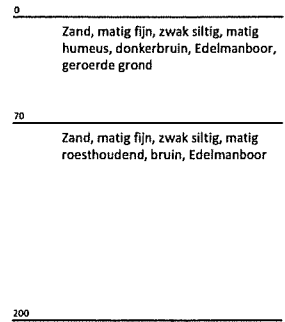 0
Zand, matig fijn, zwak siltig, matig
humeus, donkerbruin, Edelmanboor,
geroerde grond
70
Zand, matig fijn, zwak siltig, matig
roesthoudend, bruin, Edelmanboor
200